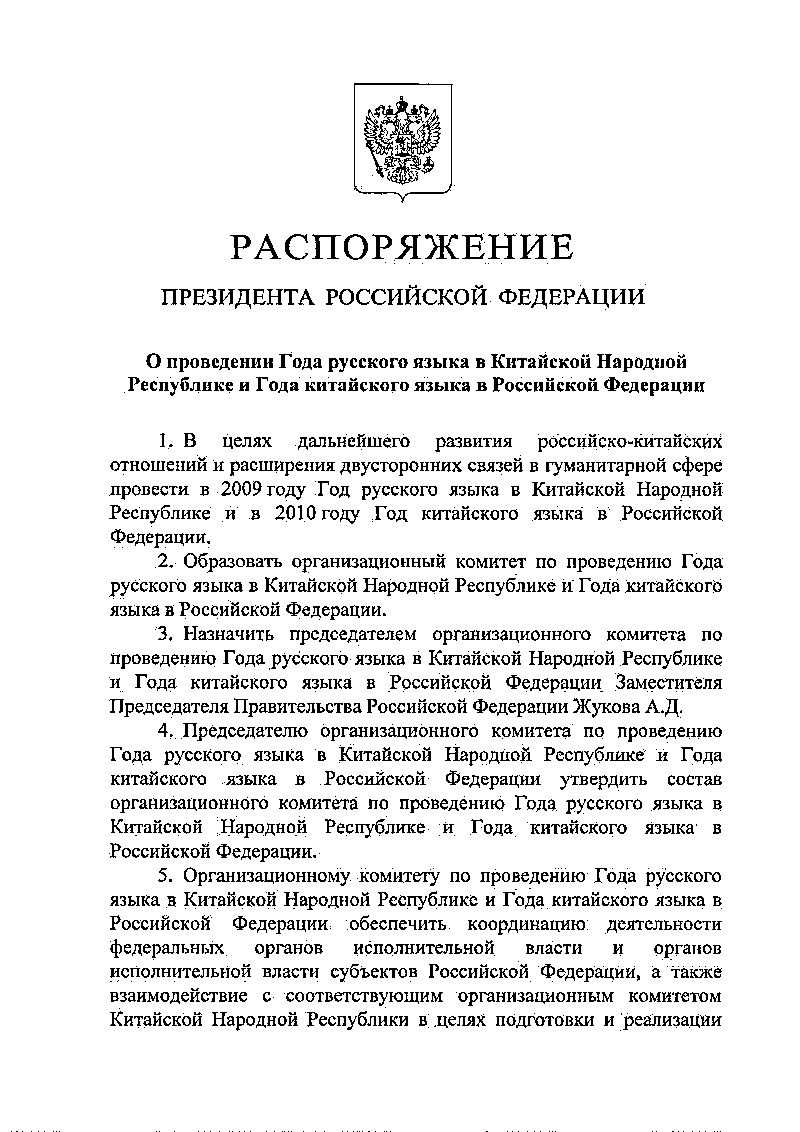 РАСПОРЯЖЕНИЕ
ПРЕЗИДЕНТА РОССИЙСКОЙ ФЕДЕРАЦИИ
О проведении Года русского языка в Китайской Народной
Республике и Года китайского языка в Российской Федерации
1. В целях дальнейшего развития российско-китайских
отношений и расширения двусторонних связей в гуманитарной сфере
провести в 2009 году Год русского языка в Китайской Народной
Республике и в 2010 году Год китайского языка в Российской
Федерации.
2. Образовать организационный комитет по проведению Года
русского языка в Китайской Народной Республике и Года китайского
языка в Российской Федерации.
3. Назначить председателем организационного комитета по
проведению Года русского языка в Китайской Народной Республике
и Года китайского языка в Российской Федерации Заместителя
Председателя Правительства Российской Федерации Жукова А.Д.
4. Председателю организационного комитета по проведению
Года русского языка в Китайской Народной Республике и Года
китайского языка в Российской Федерации утвердить состав
организационного комитета по проведению Года русского языка в
Китайской Народной Республике и Года китайского языка в
Российской Федерации.
5. Организационному комитету по проведению Года русского
языка в Китайской Народной Республике и Года китайского языка в
Российской Федерации обеспечить координацию деятельности
федеральных органов исполнительной власти и органов
исполнительной власти субъектов Российской Федерации, а также
взаимодействие с соответствующим организационным комитетом
Китайской Народной Республики в целях подготовки и реализации